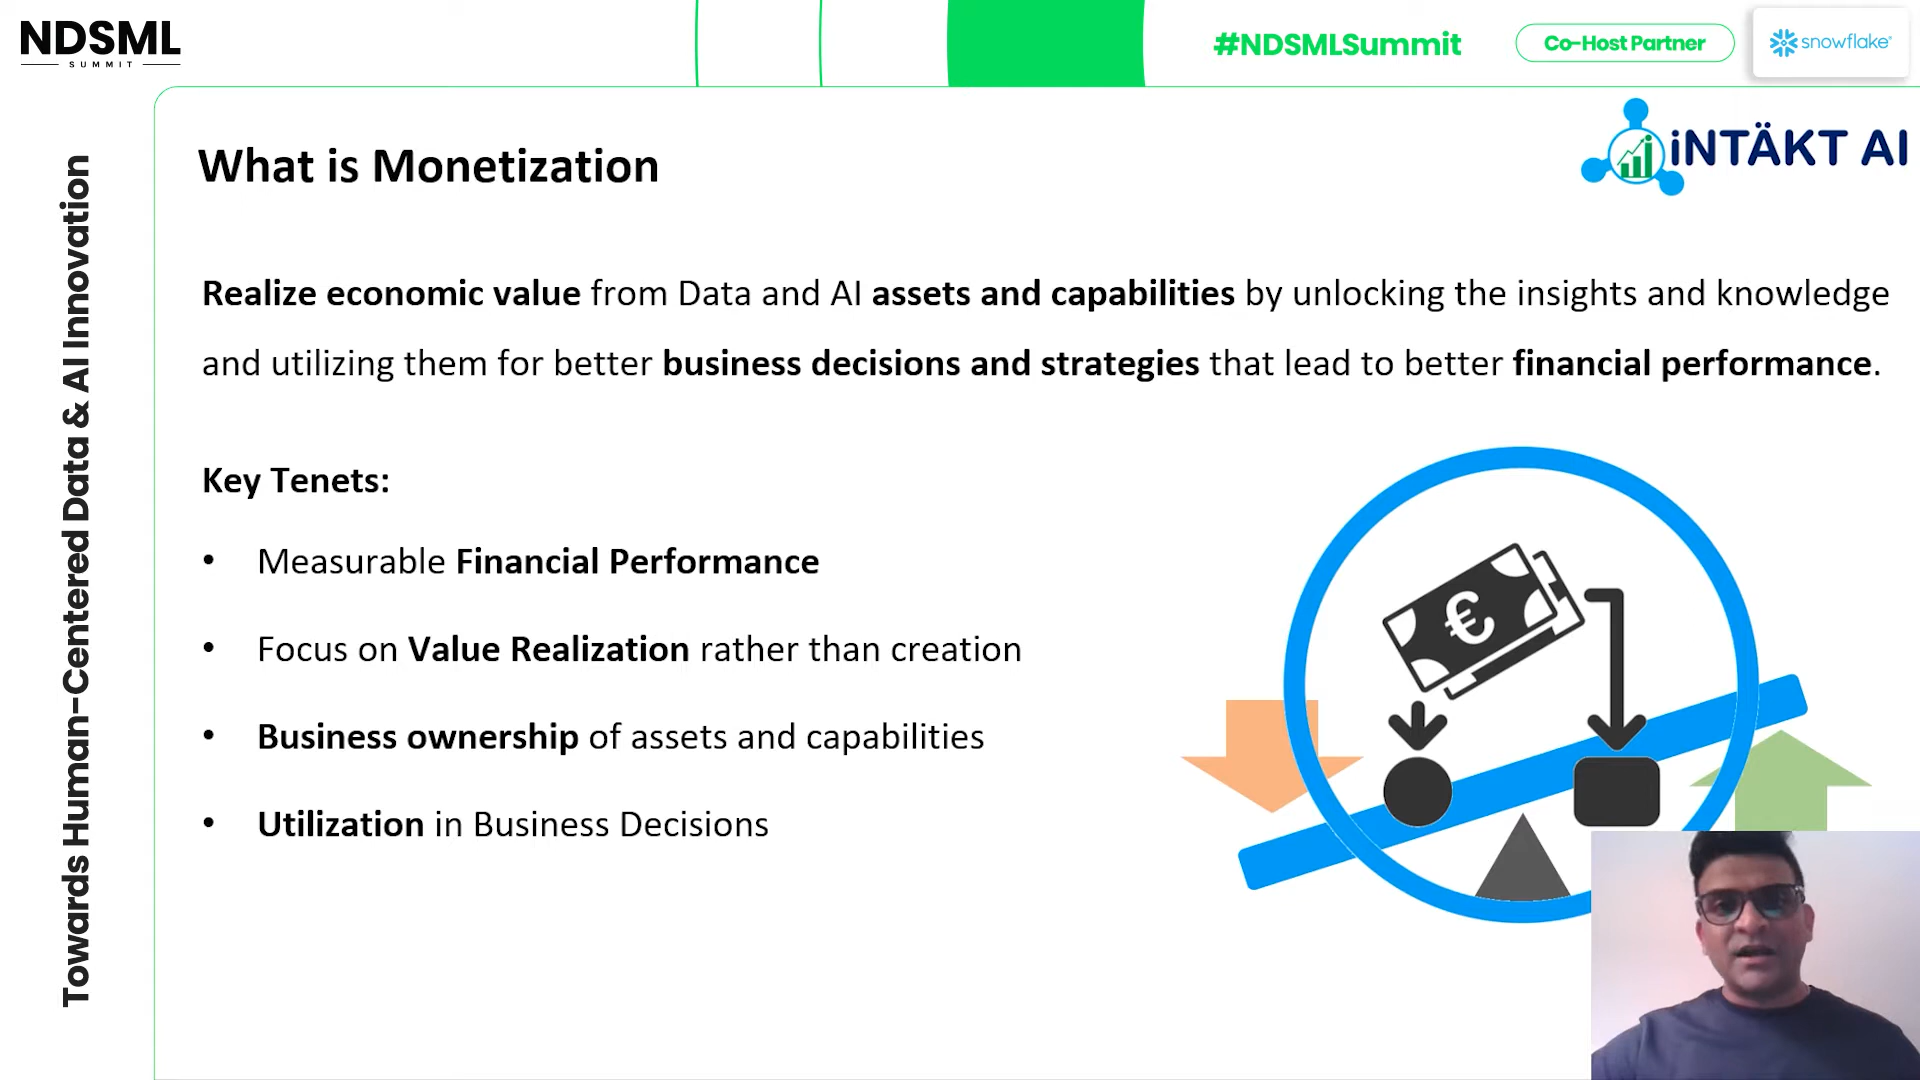 NDSML
SUMMIT
#NDSMLSummit
Co-Host Partner
snowflake®
Towards Human-Centered Data & AI Innovation
iNTÄKT AI
What is Monetization
Realize economic value from Data and AI assets and capabilities by unlocking the insights and knowledge
and utilizing them for better business decisions and strategies that lead to better financial performance.
Key Tenets:
• Measurable Financial Performance
• Focus on Value Realization rather than creation
• Business ownership of assets and capabilities
• Utilization in Business Decisions
€